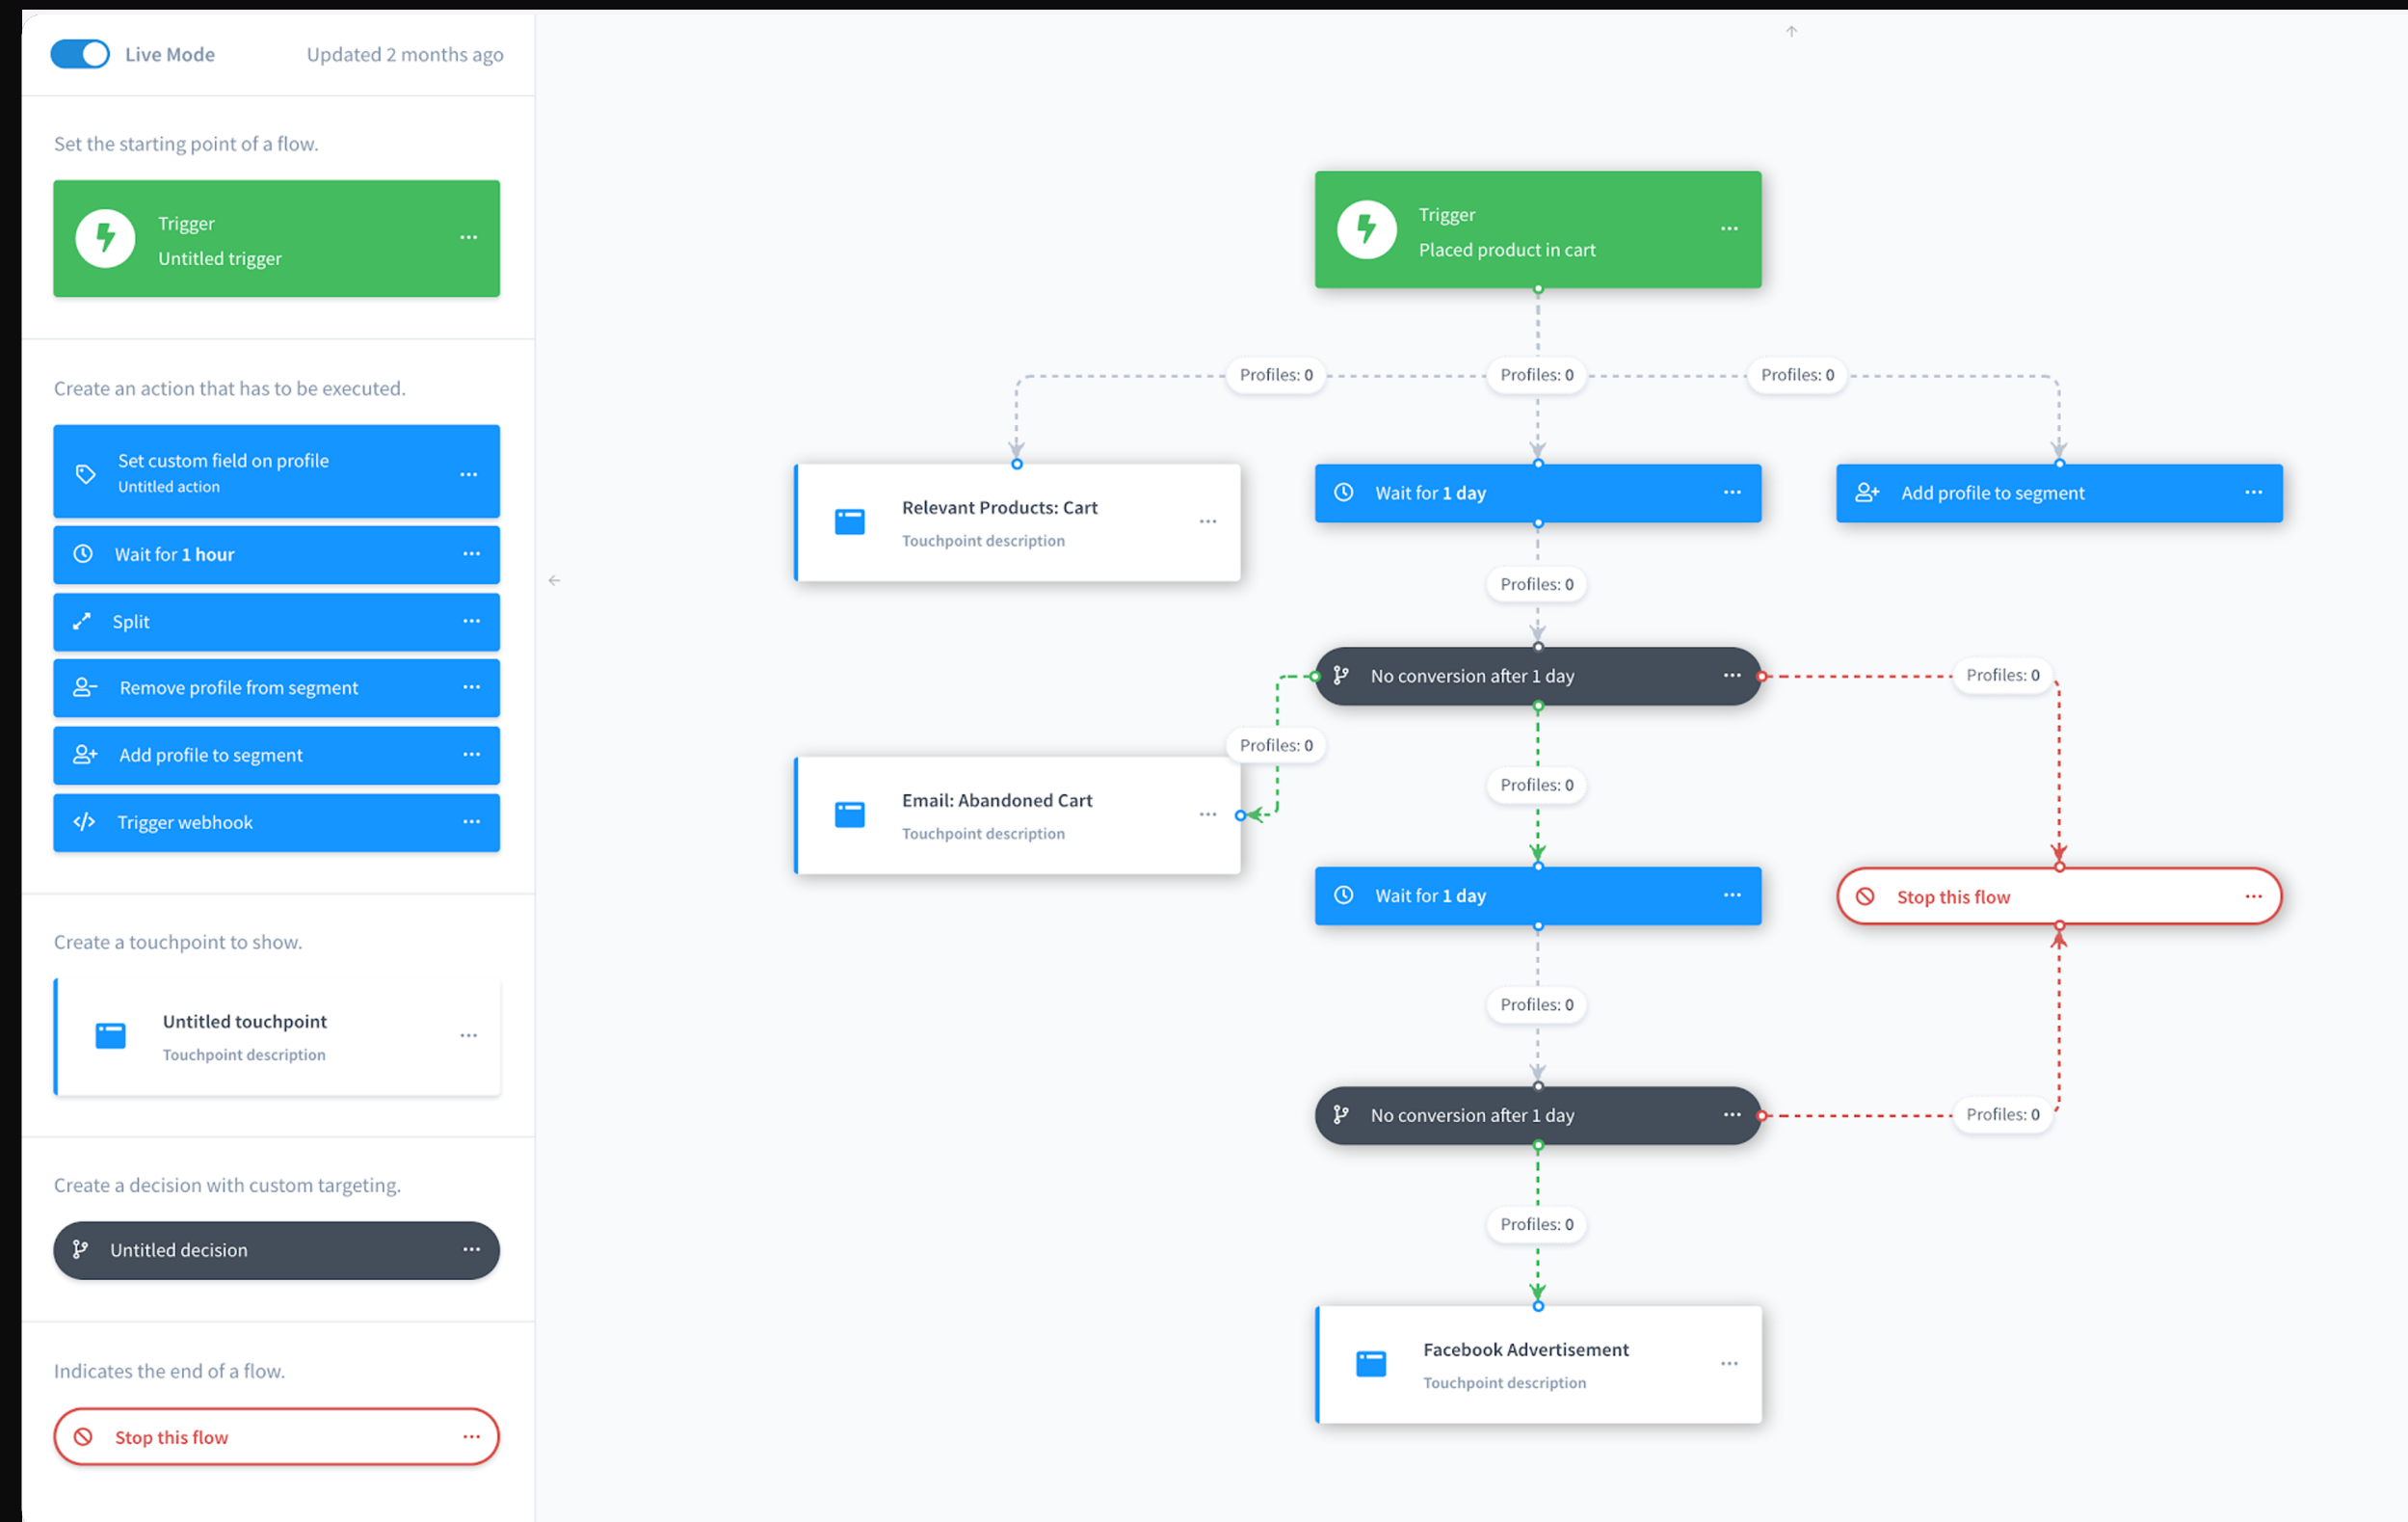 Live Mode
Updated 2 months ago
Set the starting point of a flow.
Trigger
Untitled trigger
Create an action that has to be executed.
Set custom field on profile
Untitled action
Wait for 1 hour
Split
Remove profile from segment
Add profile to segment
Trigger webhook
Create a touchpoint to show.
Untitled touchpoint
Touchpoint description
Create a decision with custom targeting.
Untitled decision
Indicates the end of a flow.
Stop this flow
Trigger
Placed product in cart
Profiles: 0
Profiles: 0
Profiles: 0
Relevant Products: Cart
Touchpoint description
Wait for 1 day
Add profile to segment
Profiles: 0
No conversion after 1 day
Profiles: 0
Profiles: 0
Email: Abandoned Cart
Touchpoint description
Profiles: 0
Wait for 1 day
Stop this flow
Profiles: 0
No conversion after 1 day
Profiles: 0
Profiles: 0
Facebook Advertisement
Touchpoint description